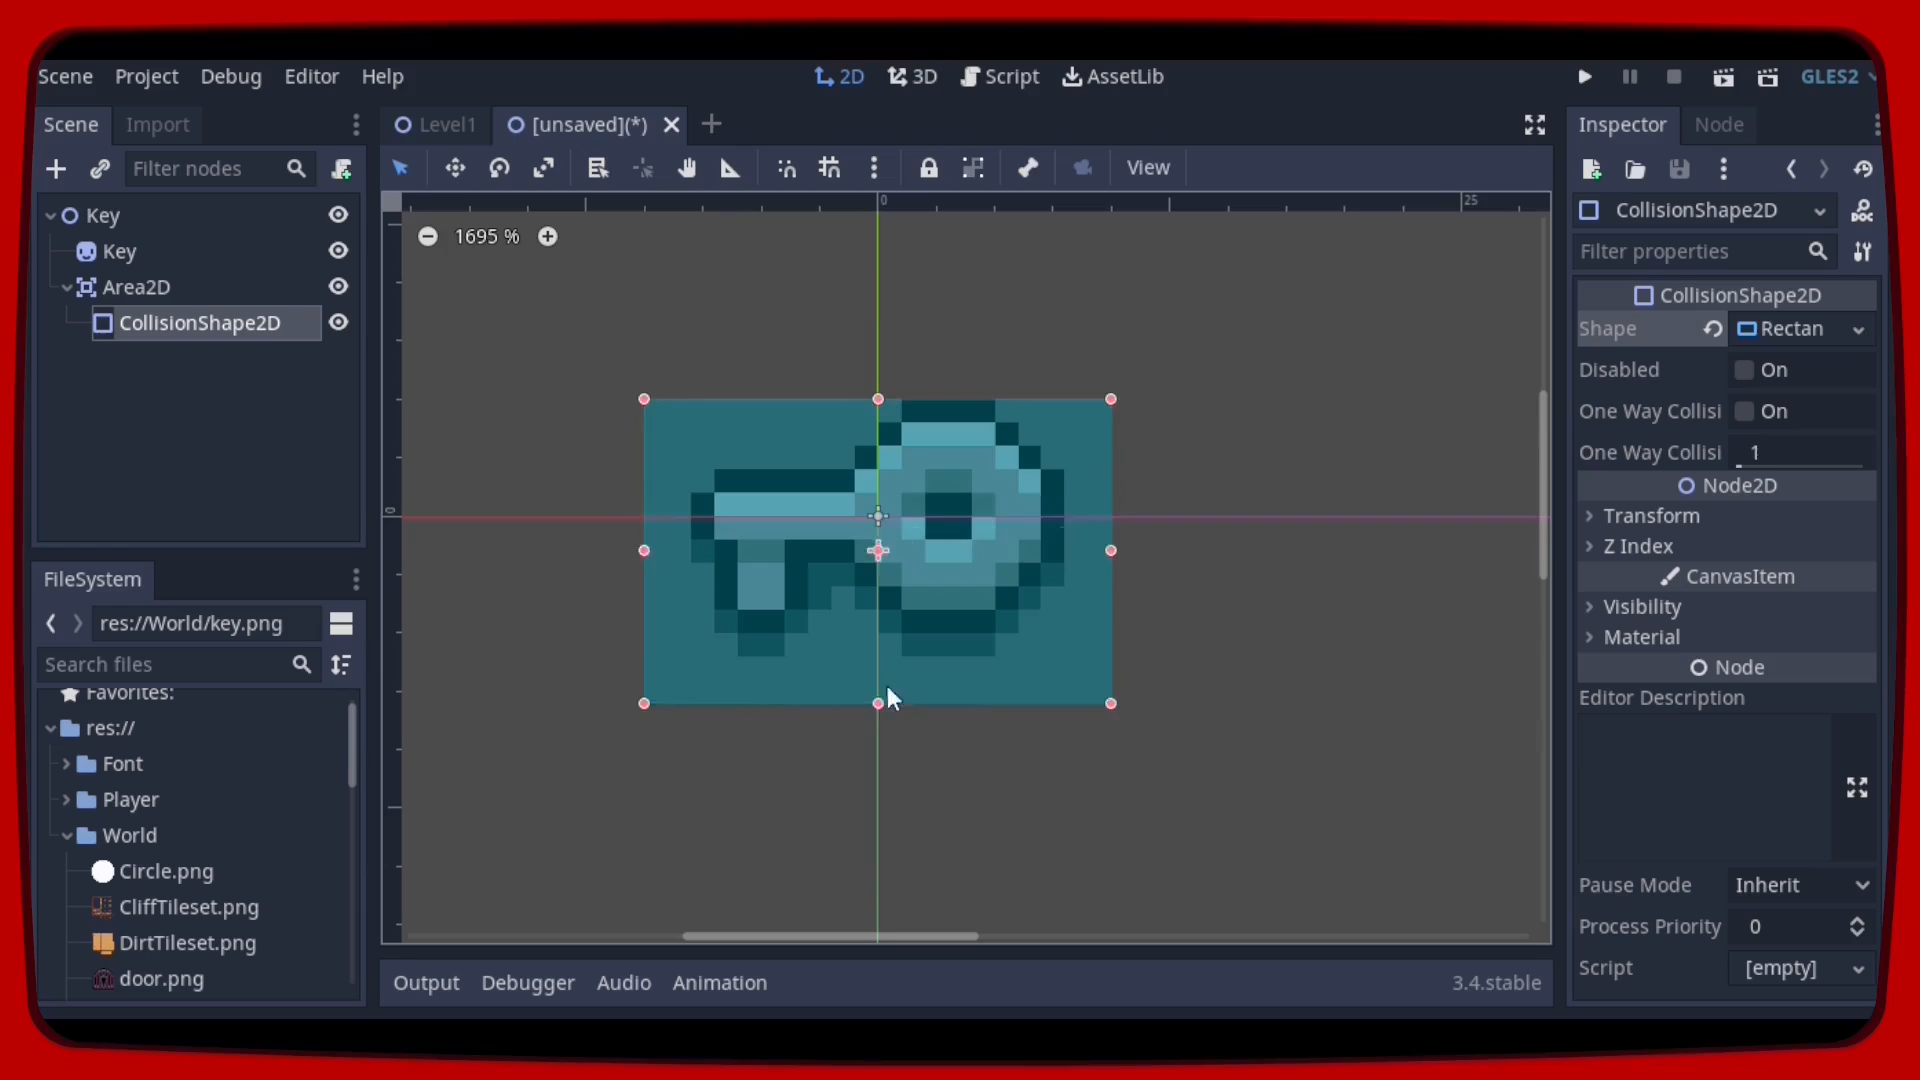 Scene Project Debug Editor Help 2D 3D Script AssetLib GLES2
Scene Import Level1 [unsaved](*) Inspector Node
Filter nodes View
Key 0 25 CollisionShape2D
1695 % Filter properties
Key
Area2D CollisionShape2D
CollisionShape2D Shape Rectan
Disabled On
One Way Collisi On
One Way Collisi 1
Node2D
0 Transform
Z Index
FileSystem CanvasItem
res://World/key.png Visibility
Search files Material
Favorites: Node
res:// Editor Description
Font
Player
World
Circle.png Pause Mode Inherit
CliffTileset.png Process Priority 0
DirtTileset.png
door.png Output Debugger Audio Animation 3.4.stable Script [empty]